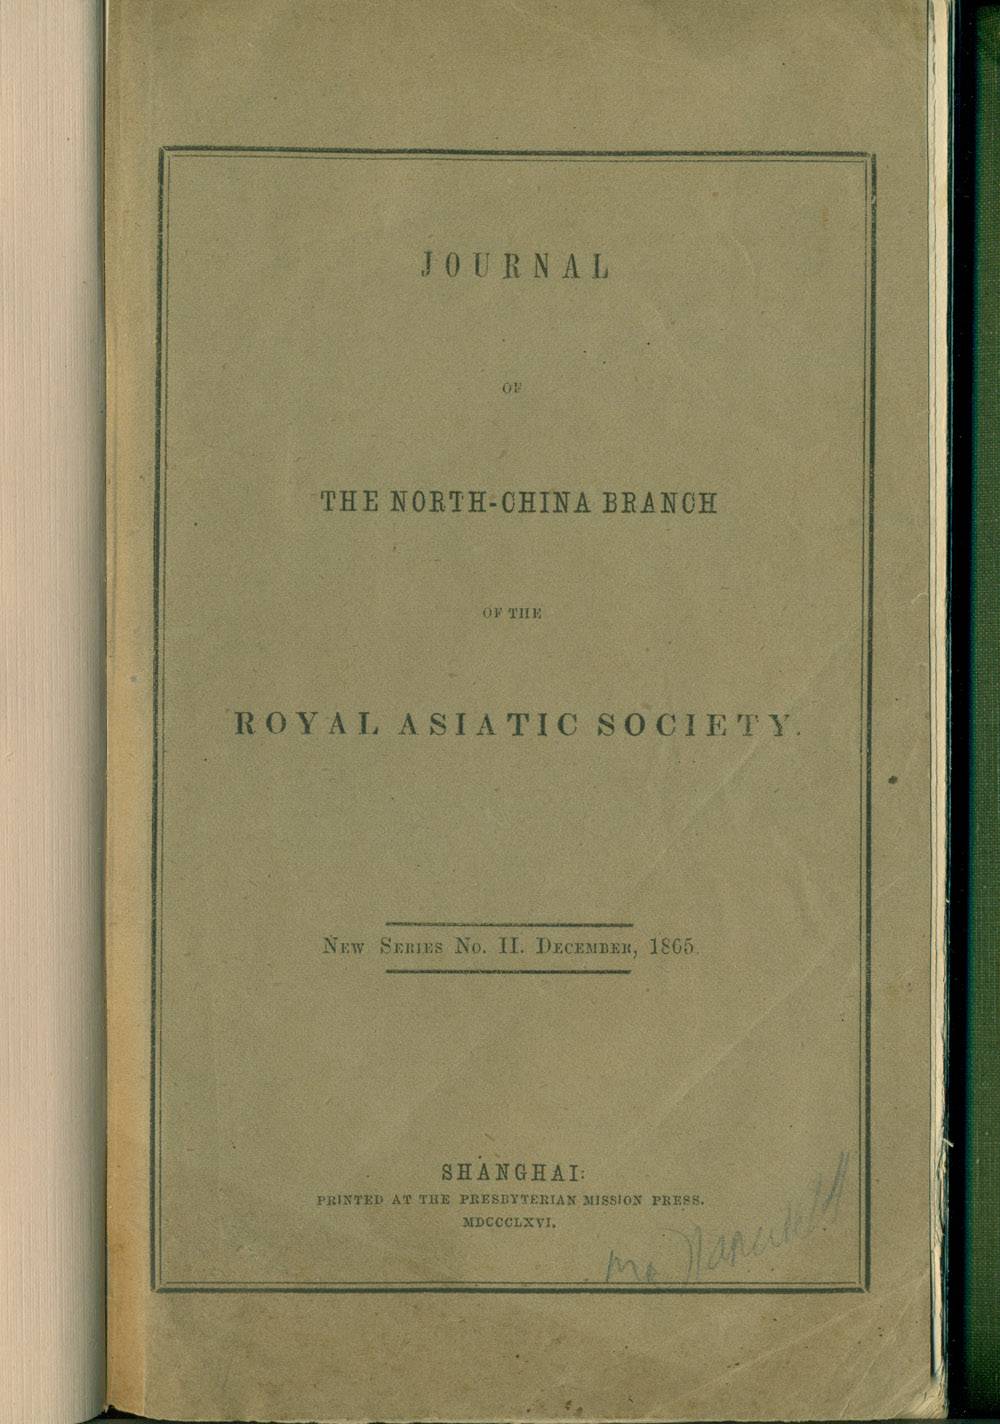 JOURNAL
OF
THE NORTH-CHINA BRANCH
OF THE
ROYAL ASIATIC SOCIETY.
NEW SERIES No. II. DECEMBER, 1865.
SHANGHAI:
PRINTED AT THE PRESBYTERIAN MISSION PRESS.
MDCCCLXVI.